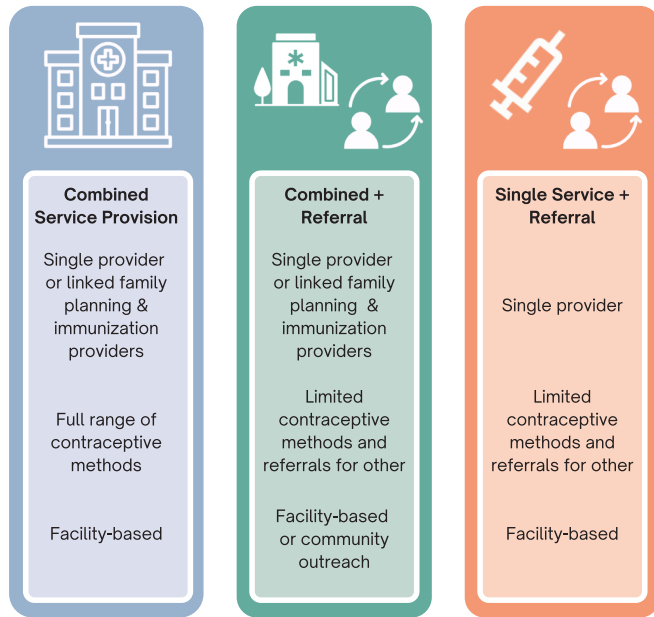 Combined
Service Provision
Single provider
or linked family
planning &
immunization
providers
Full range of
contraceptive
methods
Facility-based
Combined +
Referral
Single provider
or linked family
planning &
immunization
providers
Limited
contraceptive
methods and
referrals for other
Facility-based
or community
outreach
Single Service +
Referral
Single provider
Limited
contraceptive
methods and
referrals for other
Facility-based